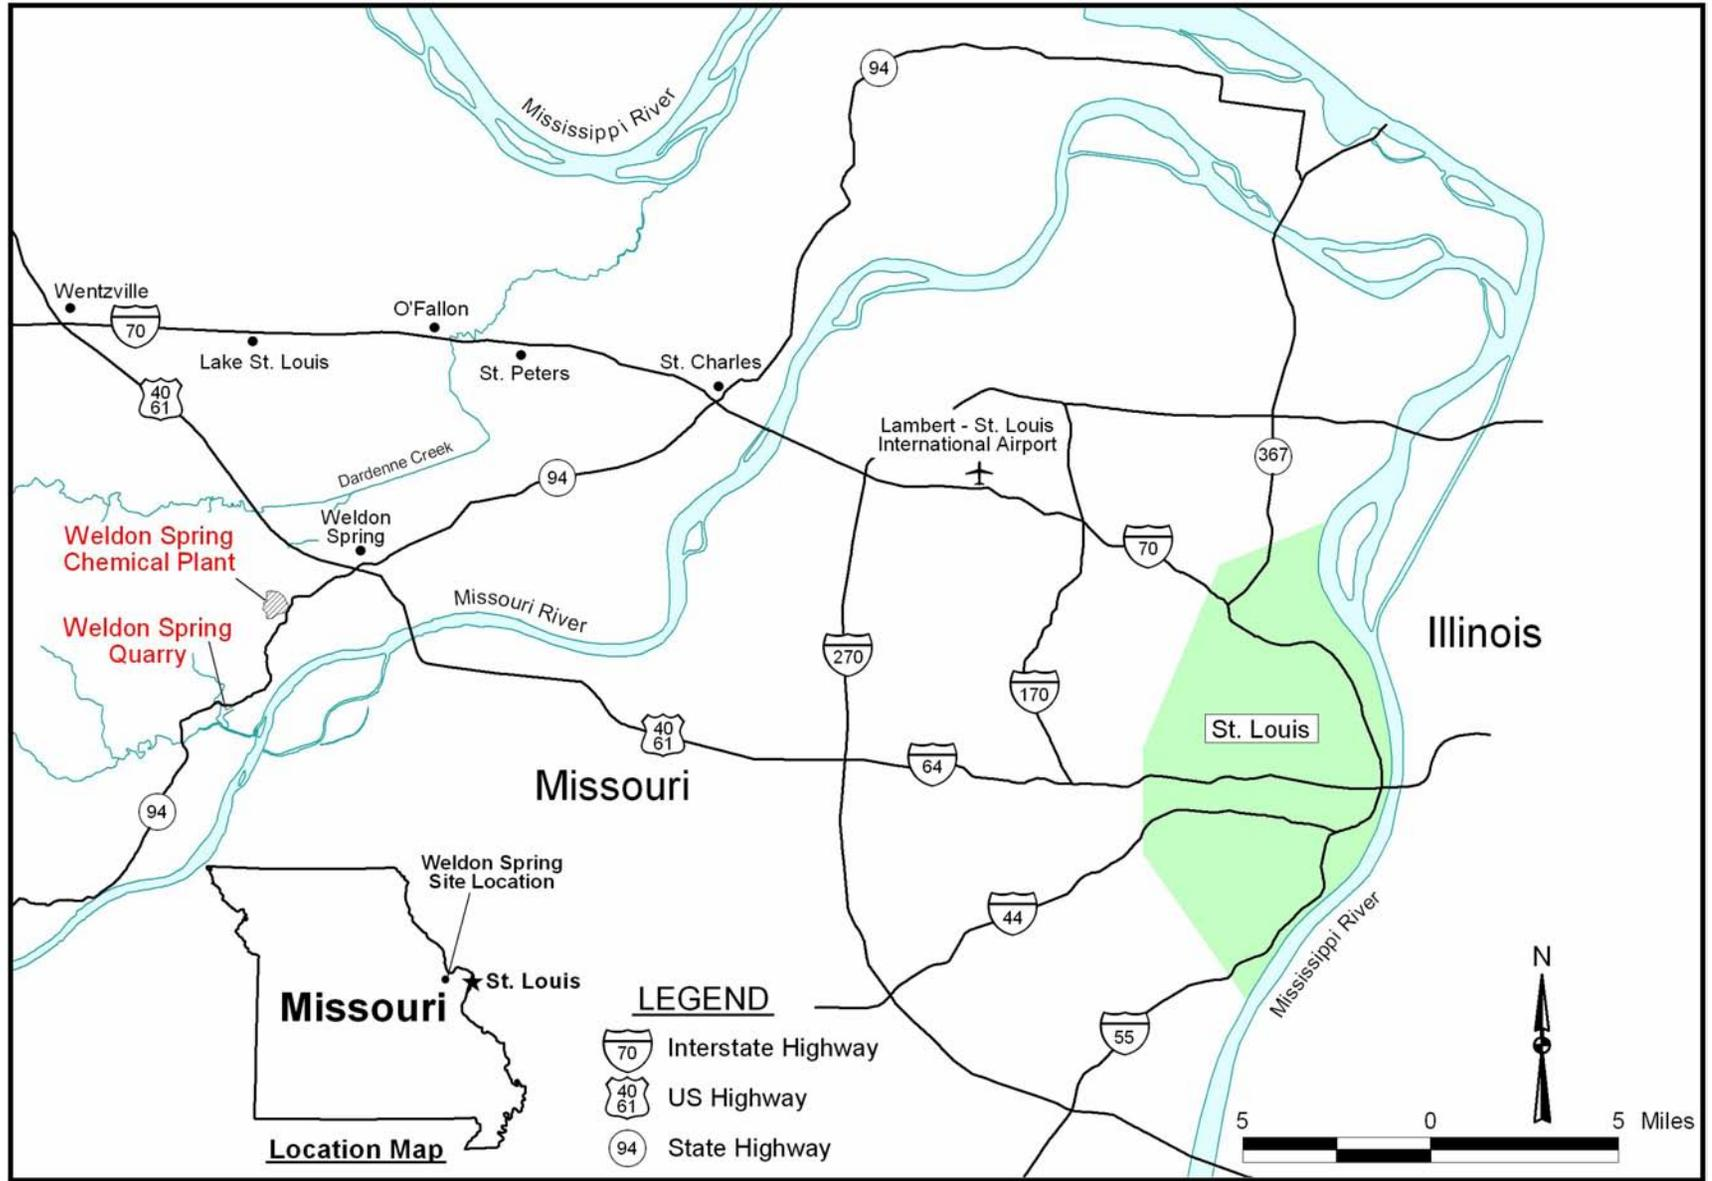 94
Mississippi River
Wentzville
70
O'Fallon
Lake St. Louis
St. Peters
St. Charles
40
61
Lambert - St. Louis
International Airport
367
Dardenne Creek
94
Weldon
Spring
Weldon Spring
Chemical Plant
70
Missouri River
Weldon Spring
Quarry
Illinois
270
170
St. Louis
40
61
64
Missouri
94
Weldon Spring
Site Location
44
Mississippi River
St. Louis
Missouri
N
LEGEND
70
Interstate Highway
55
40
61
US Highway
5 0 5 Miles
94
State Highway
Location Map